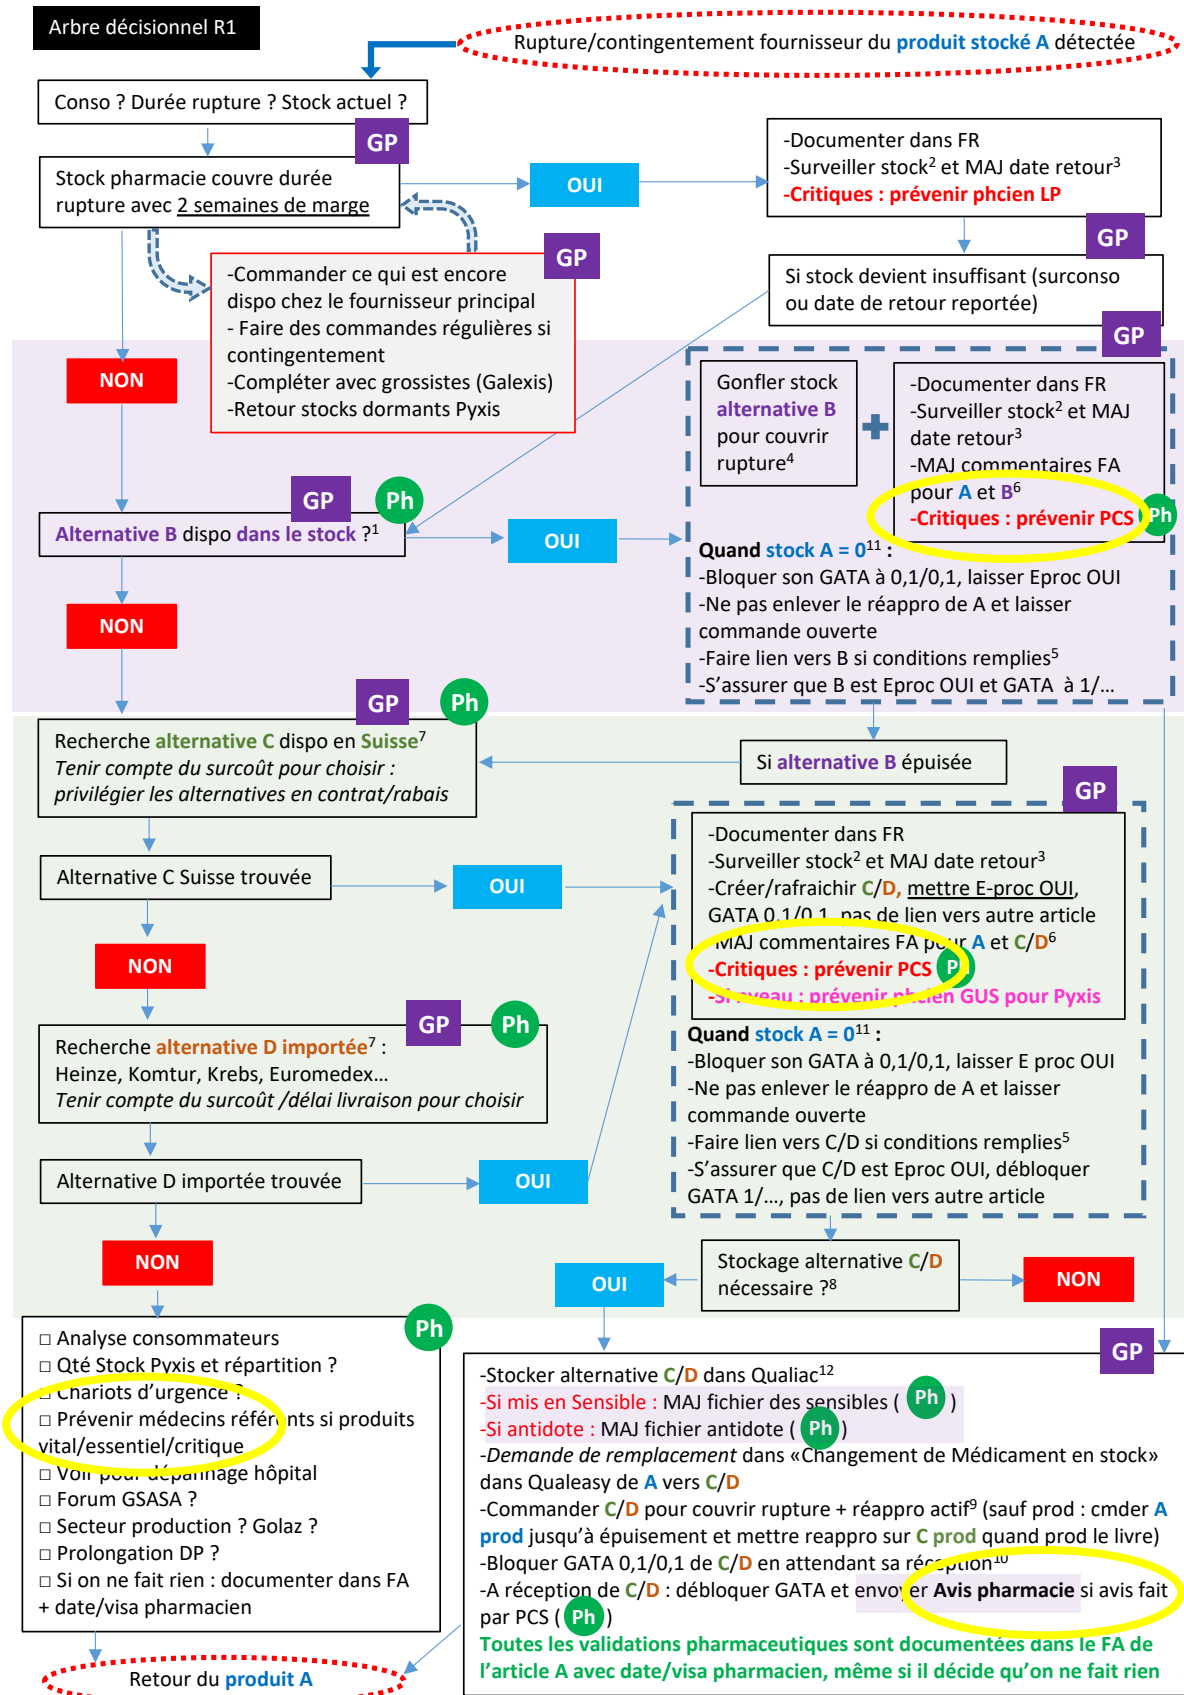 Arbre décisionnel R1
Rupture/contingentement fournisseur du produit stocké A détectée
Conso ? Durée rupture ? Stock actuel ?
GP
Stock pharmacie couvre durée
rupture avec 2 semaines de marge
OUI
-Documenter dans FR
-Surveiller stock² et MAJ date retour³
-Critiques : prévenir phcien LP
GP
Si stock devient insuffisant (surconso
ou date de retour reportée)
GP
-Commander ce qui est encore
dispo chez le fournisseur principal
- Faire des commandes régulières si
contingentement
-Compléter avec grossistes (Galexis)
-Retour stocks dormants Pyxis
NON
GP
Gonfler stock
alternative B
pour couvrir
rupture⁴
-Documenter dans FR
-Surveiller stock² et MAJ
date retour³
-MAJ commentaires FA
pour A et B⁶
-Critiques : prévenir PCS
Ph
GP
Ph
Alternative B dispo dans le stock ?¹
OUI
Quand stock A = 0¹¹ :
-Bloquer son GATA à 0,1/0,1, laisser Eproc OUI
-Ne pas enlever le réappro de A et laisser
commande ouverte
-Faire lien vers B si conditions remplies⁵
-S’assurer que B est Eproc OUI et GATA à 1/…
NON
GP
Ph
Recherche alternative C dispo en Suisse⁷
Tenir compte du surcoût pour choisir :
privilégier les alternatives en contrat/rabais
Si alternative B épuisée
GP
Alternative C Suisse trouvée
OUI
-Documenter dans FR
-Surveiller stock² et MAJ date retour³
-Créer/rafraichir C/D, mettre E-proc OUI,
GATA 0,1/0,1, pas de lien vers autre article
-MAJ commentaires FA pour A et C/D⁶
-Critiques : prévenir PCS
Ph
-Si nveau : prévenir phcien GUS pour Pyxis
NON
GP
Ph
Recherche alternative D importée⁷ :
Heinze, Komtur, Krebs, Euromedex…
Tenir compte du surcoût /délai livraison pour choisir
Quand stock A = 0¹¹ :
-Bloquer son GATA à 0,1/0,1, laisser E proc OUI
-Ne pas enlever le réappro de A et laisser
commande ouverte
-Faire lien vers C/D si conditions remplies⁵
-S’assurer que C/D est Eproc OUI, débloquer
GATA 1/…, pas de lien vers autre article
Alternative D importée trouvée
OUI
NON
Stockage alternative C/D
nécessaire ?⁸
OUI
NON
Ph
□ Analyse consommateurs
□ Qté Stock Pyxis et répartition ?
□ Chariots d’urgence ?
□ Prévenir médecins référents si produits
vital/essentiel/critique
□ Voir pour dépannage hôpital
□ Forum GSASA ?
□ Secteur production ? Golaz ?
□ Prolongation DP ?
□ Si on ne fait rien : documenter dans FA
+ date/visa pharmacien
GP
-Stocker alternative C/D dans Qualiac¹²
-Si mis en Sensible : MAJ fichier des sensibles ( Ph )
-Si antidote : MAJ fichier antidote ( Ph )
-Demande de remplacement dans «Changement de Médicament en stock»
dans Qualeasy de A vers C/D
-Commander C/D pour couvrir rupture + réappro actif⁹ (sauf prod : cmder A
prod jusqu’à épuisement et mettre reappro sur C prod quand prod le livre)
-Bloquer GATA 0,1/0,1 de C/D en attendant sa réception¹⁰
-A réception de C/D : débloquer GATA et envoyer Avis pharmacie si avis fait
par PCS ( Ph )
Toutes les validations pharmaceutiques sont documentées dans le FA de
l’article A avec date/visa pharmacien, même si il décide qu’on ne fait rien
Retour du produit A